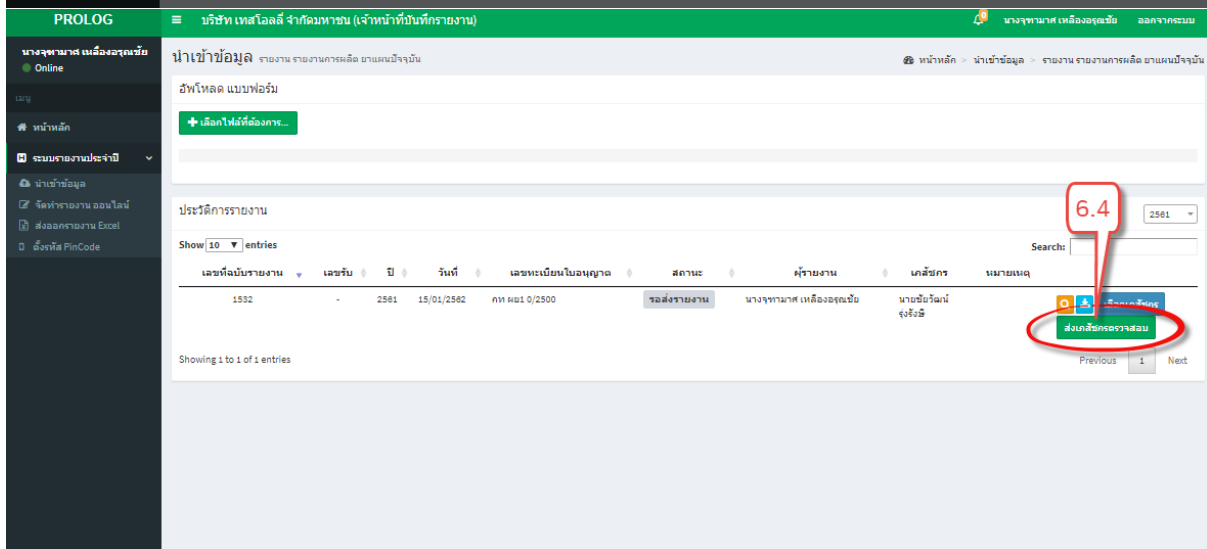 PROLOG
≡ บริษัท เทสโอลลี่ จำกัดมหาชน (เจ้าหน้าที่บันทึกรายงาน)
0 นางจุฑามาศ เหลืองอรุณชัย ออกจากระบบ
นางจุฑามาศ เหลืองอรุณชัย
Online
เมนู
หน้าหลัก
ระบบรายงานประจำปี
นำเข้าข้อมูล
จัดทำรายงาน ออนไลน์
ส่งออกรายงาน Excel
ตั้งรหัส PinCode
นำเข้าข้อมูล รายงาน รายงานการผลิต ยาแผนปัจจุบัน
หน้าหลัก > นำเข้าข้อมูล > รายงาน รายงานการผลิต ยาแผนปัจจุบัน
อัพโหลด แบบฟอร์ม
+ เลือกไฟล์ที่ต้องการ...
ประวัติการรายงาน
6.4
2561
Show 10 entries
Search:
เลขที่ฉบับรายงาน เลขรับ ปี วันที่ เลขทะเบียนใบอนุญาต สถานะ ผู้รายงาน เภสัชกร หมายเหตุ
1532 - 2561 15/01/2562 กท ผย1 0/2500 รอส่งรายงาน นางจุฑามาศ เหลืองอรุณชัย นายชัยวัฒน์
รุ่งรังษี
เลือกเภสัชกร
ส่งเภสัชกรตรวจสอบ
Showing 1 to 1 of 1 entries
Previous 1 Next